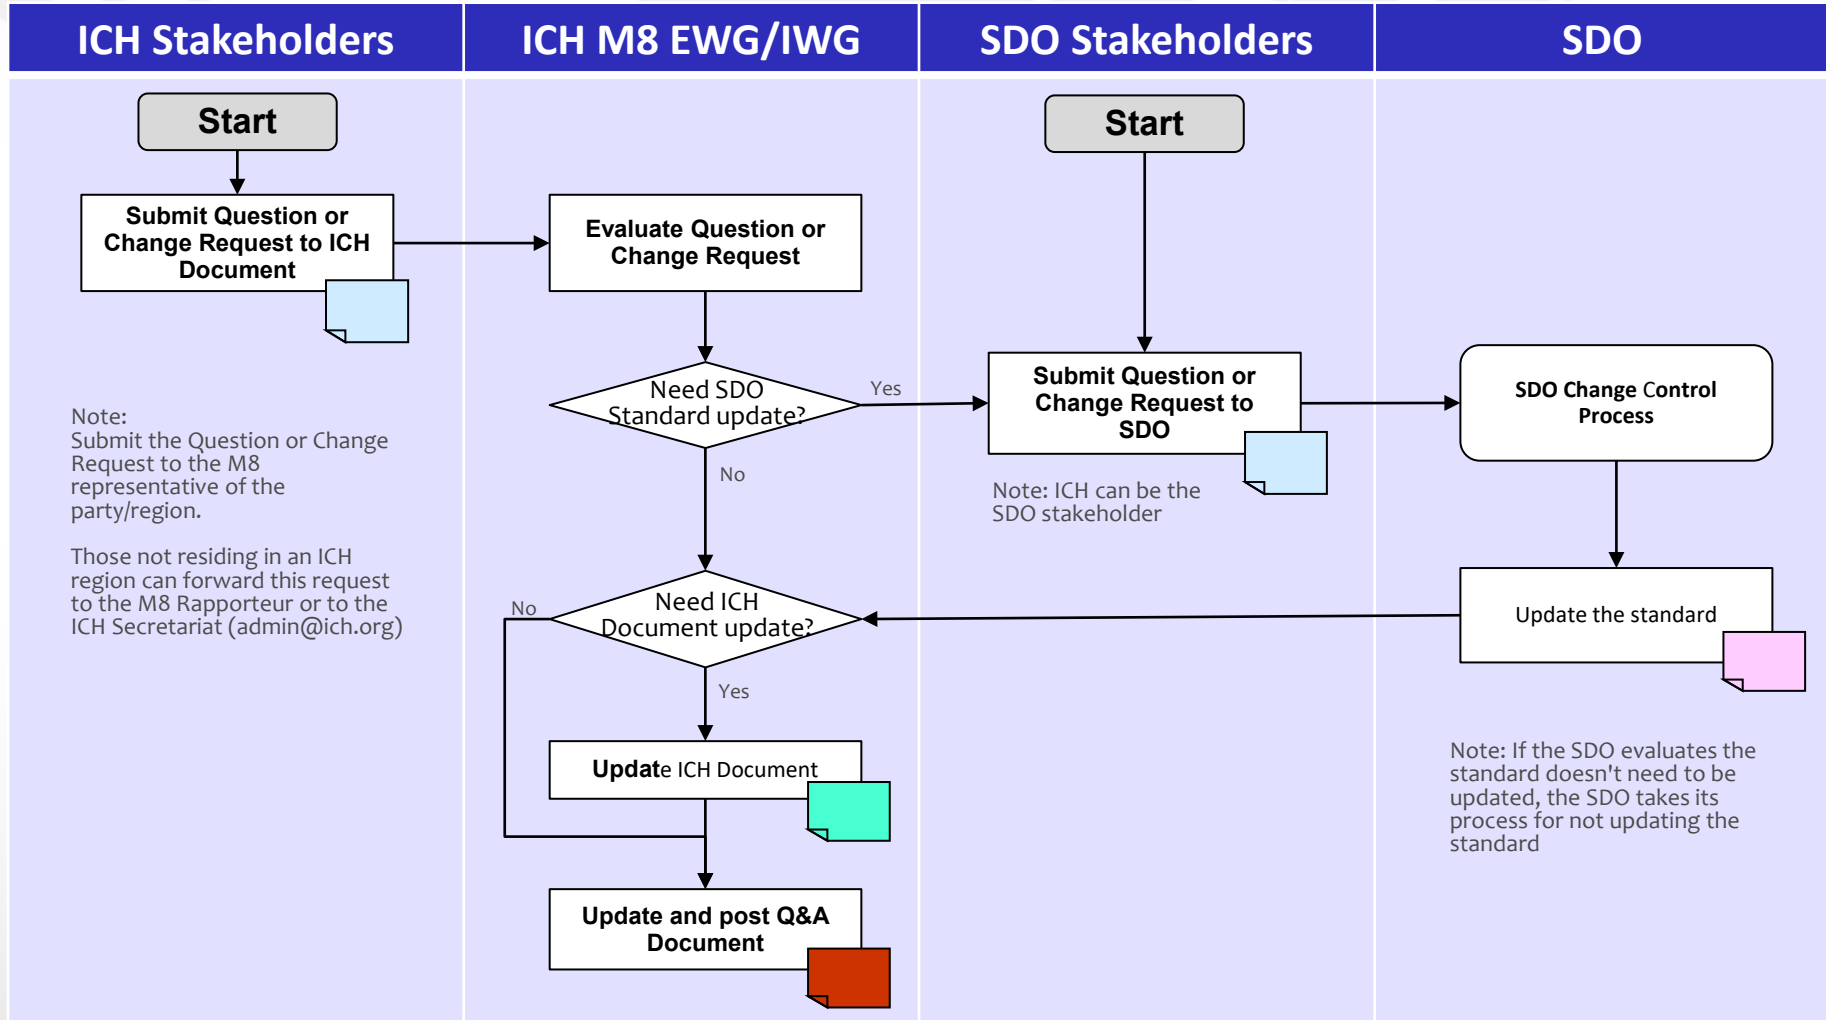 ICH Stakeholders
ICH M8 EWG/IWG
SDO Stakeholders
SDO
Start
Submit Question or
Change Request to ICH
Document
Note:
Submit the Question or Change
Request to the M8
representative of the
party/region.
Those not residing in an ICH
region can forward this request
to the M8 Rapporteur or to the
ICH Secretariat (admin@ich.org)
Evaluate Question or
Change Request
Need SDO
Standard update?
Yes
No
Need ICH
Document update?
No
Yes
Update ICH Document
Update and post Q&A
Document
Start
Submit Question or
Change Request to
SDO
Note: ICH can be the
SDO stakeholder
SDO Change Control
Process
Update the standard
Note: If the SDO evaluates the
standard doesn't need to be
updated, the SDO takes its
process for not updating the
standard